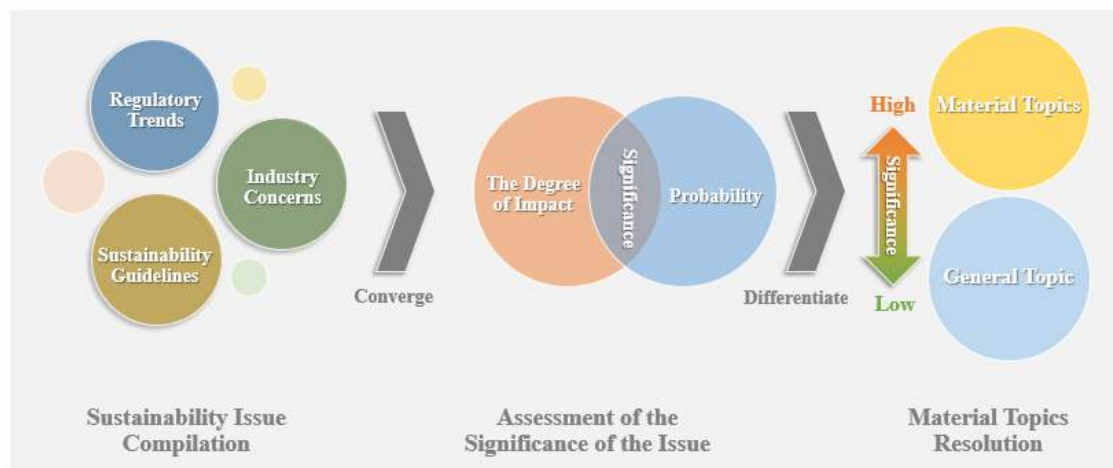 Regulatory
Trends
Industry
Concerns
Sustainability
Guidelines
Converge
Sustainability Issue
Compilation
The Degree
of Impact
Significance
Probability
Differentiate
Assessment of the
Significance of the Issue
High
Significance
Low
Material Topics
General Topic
Material Topics
Resolution